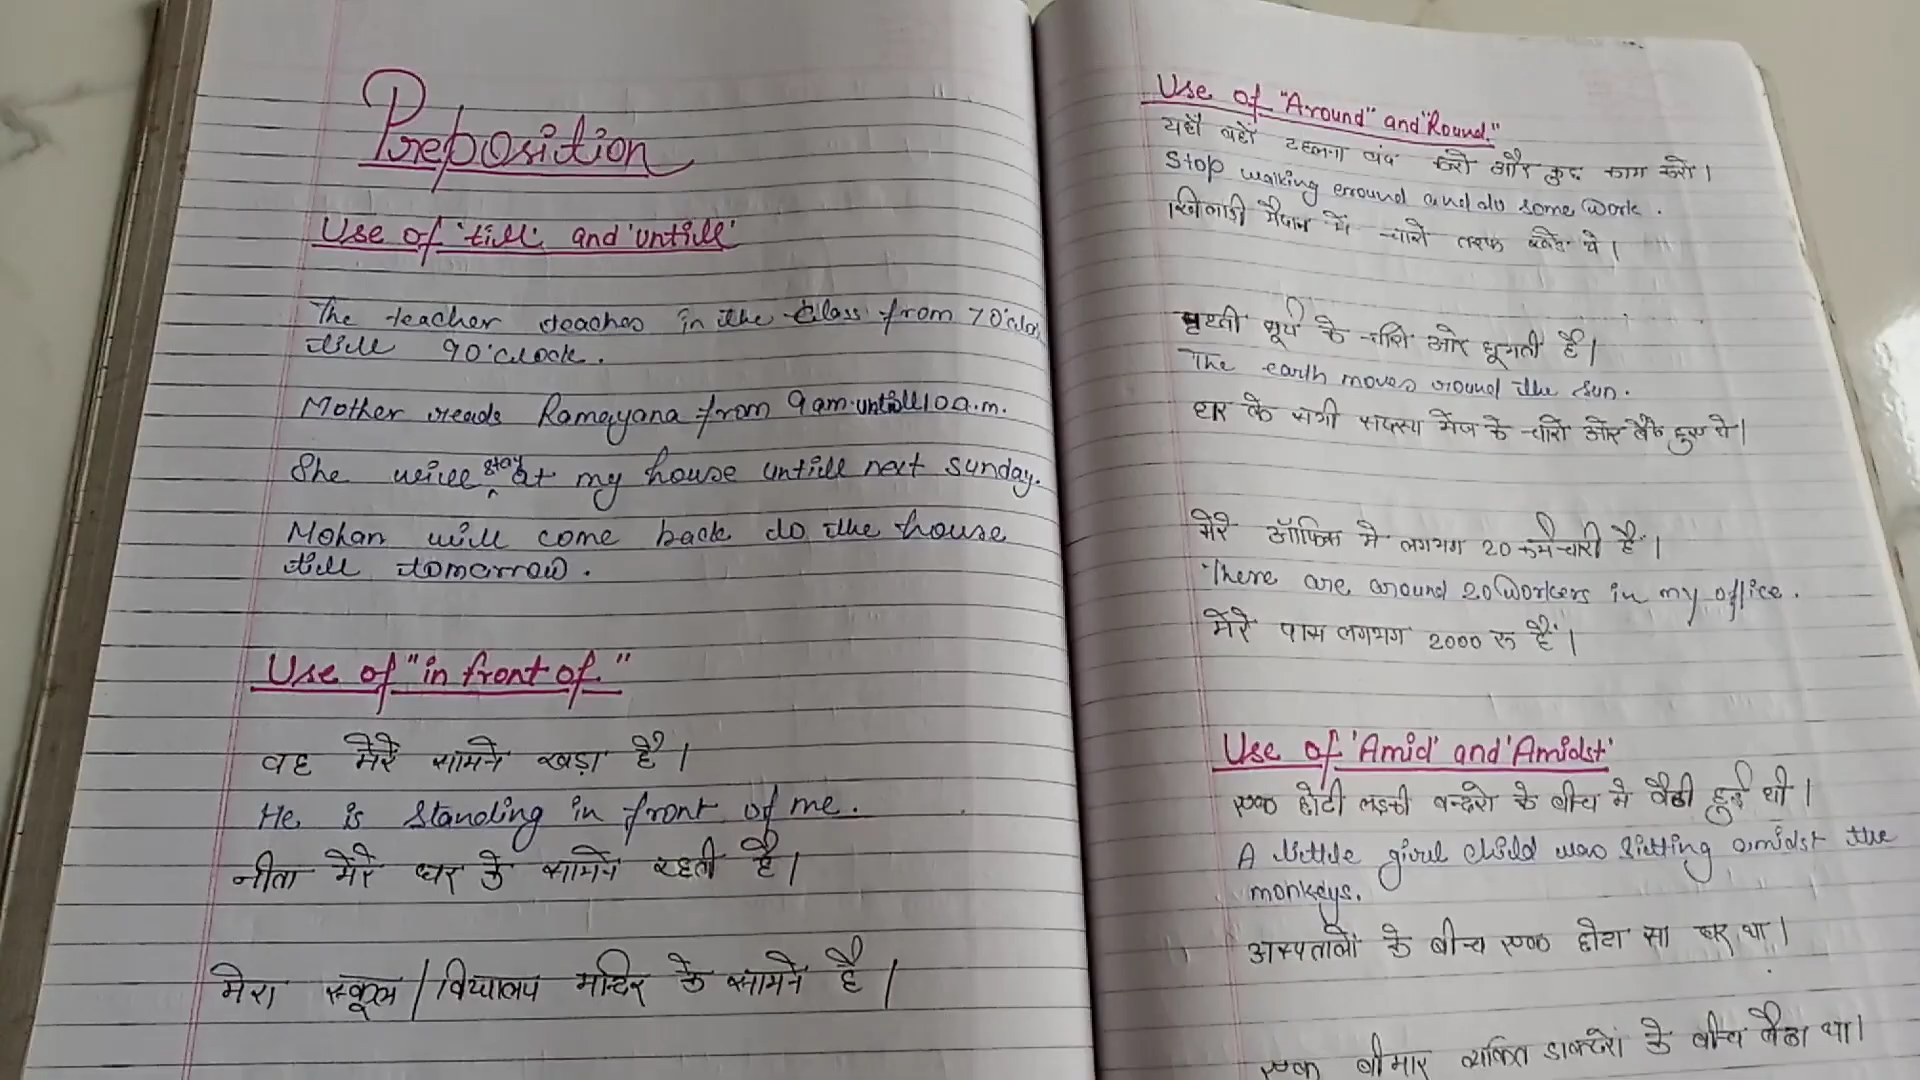 Preposition
Use of 'till' and 'untill'
The teacher teaches in the class from 7 O'cloc
till 9 O'clock.
Mother reads Ramayana from 9 am untill 10 a.m.
She will stay at my house untill next sunday.
Mohan will come back to the house
till tomorrow.
Use of "in front of"
वह मेरे सामने खड़ा है।
He is standing in front of me.
नीता मेरे घर के सामने रहती है।
मेरा स्कूल / विद्यालय मन्दिर के सामने है।
Use of "Around" and "Round"
यहाँ वहाँ टहलना बंद करो और कुछ काम करो।
Stop walking eround and do some work.
खिलाडी मैदान में चारो तरफ खडे थे।
पृथ्वी सूर्य के चारो ओर घूमती है।
The earth moves round the sun.
घर के सभी सदस्य मेज के चारो ओर बैठे हुए थे।
मेरे ऑफिस मे लगभग 20 कर्मचारी है।
There are around 20 workers in my office.
मेरे पास लगभग 2000 रू है।
Use of 'Amid' and 'Amidst'
एक छोटी लडकी बन्दरो के बीच मे बैठी हुई थी।
A little girl child was sitting amidst the
monkeys.
अस्पतालों के बीच एक छोटा सा घर था।
एक बीमार व्यक्ति डाक्टरो के बीच बैठा था।